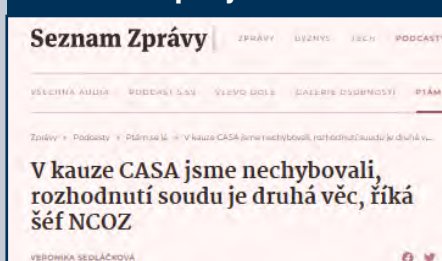 Seznam Zprávy
ZPRÁVY BYZNYS TECH PODCASTY
VŠECHNA AUDIA PODCAST 5:59 VLEVO DOLE GALERIE OSOBNOSTÍ PTÁM
Zprávy » Podcasty » Ptám se já » V kauze CASA jsme nechybovali, rozhodnutí soudu je druhá v...
V kauze CASA jsme nechybovali,
rozhodnutí soudu je druhá věc, říká
šéf NCOZ
VERONIKA SEDLÁČKOVÁ